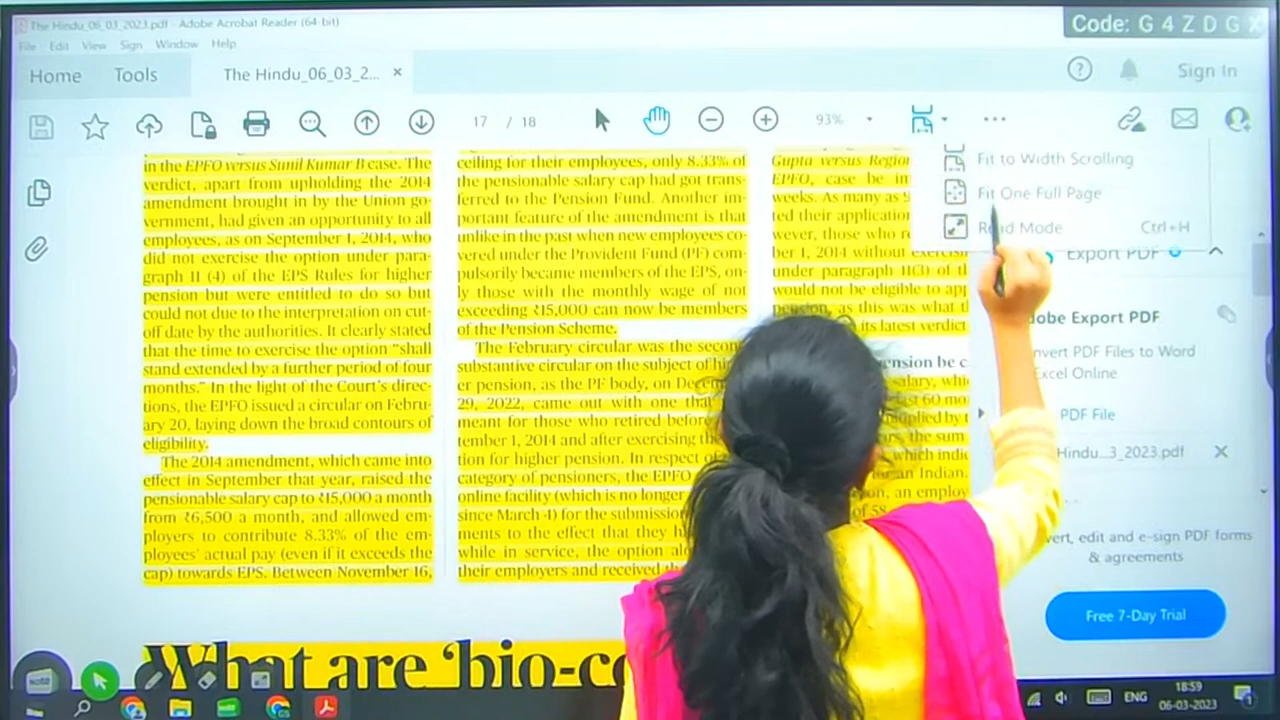 The Hindu_06_03_2023.pdf - Adobe Acrobat Reader (64-bit)
Code: G 4 Z D G X
File Edit View Sign Window Help
Home Tools The Hindu_06_03_2... × Sign In
17 / 18 93%
Fit to Width Scrolling
Fit One Full Page
Read Mode Ctrl+H
Export PDF
Adobe Export PDF
PDF Files to Word
Excel Online
PDF File
Hindu...3_2023.pdf
edit and e-sign PDF forms
& agreements
Free 7-Day Trial
in the EPFO versus Sunil Kumar B case. The
verdict, apart from upholding the 2014
amendment brought in by the Union go-
vernment, had given an opportunity to all
employees, as on September 1, 2014, who
did not exercise the option under para-
graph 11 (4) of the EPS Rules for higher
pension but were entitled to do so but
could not due to the interpretation on cut-
off date by the authorities. It clearly stated
that the time to exercise the option “shall
stand extended by a further period of four
months.” In the light of the Court’s direc-
tions, the EPFO issued a circular on Febru-
ary 20, laying down the broad contours of
eligibility.
The 2014 amendment, which came into
effect in September that year, raised the
pensionable salary cap to ₹15,000 a month
from ₹6,500 a month, and allowed em-
ployers to contribute 8.33% of the em-
ployees’ actual pay (even if it exceeds the
cap) towards EPS. Between November 16,
ceiling for their employees, only 8.33% of
the pensionable salary cap had got trans-
ferred to the Pension Fund. Another im-
portant feature of the amendment is that
unlike in the past when new employees co-
vered under the Provident Fund (PF) com-
pulsorily became members of the EPS, on-
ly those with the monthly wage of not
exceeding ₹15,000 can now be members
of the Pension Scheme.
The February circular was the second
substantive circular on the subject of
er pension, as the PF body, on
29, 2022, came out with one that
meant for those who retired before
tember 1, 2014 and after exercising the
tion for higher pension. In respect of
category of pensioners, the EPFO
online facility (which is no longer
since March 4) for the submission
ments to the effect that they
while in service, the option
their employers and received
Gupta versus
EPFO, case be
weeks. As many as
ted their application
wever, those who
ber 1, 2014 without
under paragraph 11(3) of
would not be eligible to
pension, as this was what
its latest verdict
be
salary,
60
by
the sum
which
an Indian.
an
of 58
What are ‘bio-
ENG
18:59
06-03-2023